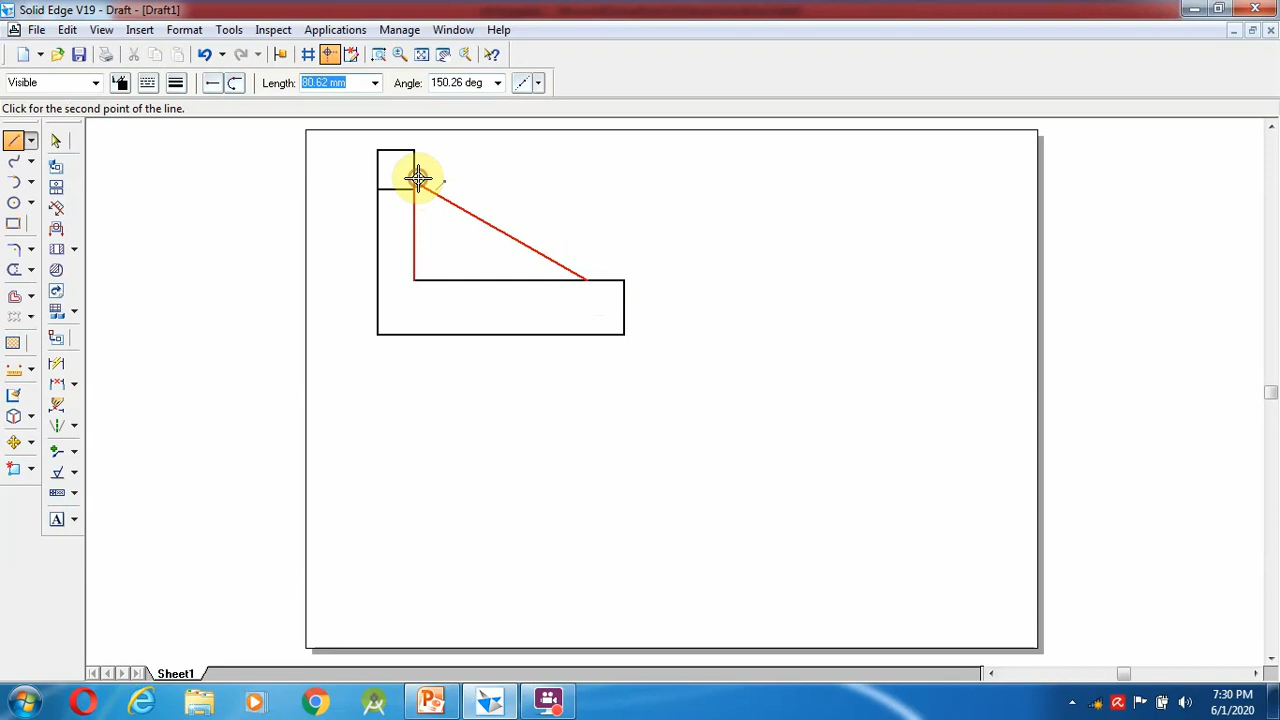 Solid Edge V19 - Draft - [Draft1]
File Edit View Insert Format Tools Inspect Applications Manage Window Help
Visible Length: 80.62 mm Angle: 150.26 deg
Click for the second point of the line.
A
Sheet1
7:30 PM
6/1/2020